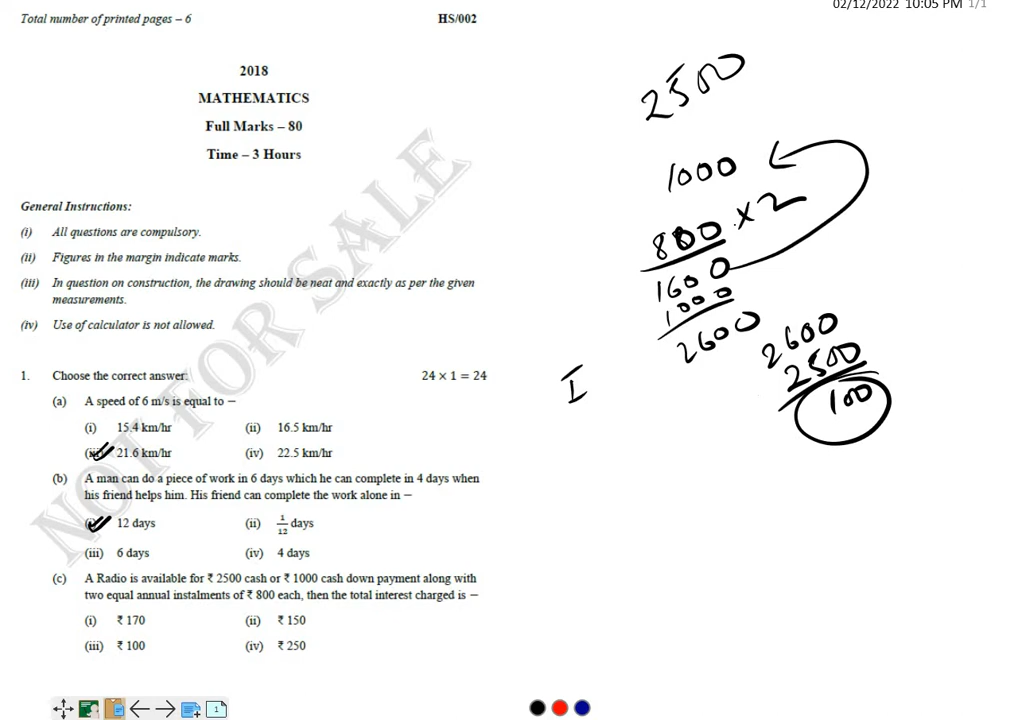 02/12/2022 10:05 PM 1/1
Total number of printed pages – 6
HS/002
2018
MATHEMATICS
Full Marks – 80
Time – 3 Hours
General Instructions:
(i) All questions are compulsory.
(ii) Figures in the margin indicate marks.
(iii) In question on construction, the drawing should be neat and exactly as per the given
measurements.
(iv) Use of calculator is not allowed.
1. Choose the correct answer: 24 × 1 = 24
(a) A speed of 6 m/s is equal to –
(i) 15.4 km/hr (ii) 16.5 km/hr
21.6 km/hr (iv) 22.5 km/hr
(b) A man can do a piece of work in 6 days which he can complete in 4 days when
his friend helps him. His friend can complete the work alone in –
12 days (ii) 1/12 days
(iii) 6 days (iv) 4 days
(c) A Radio is available for ₹ 2500 cash or ₹ 1000 cash down payment along with
two equal annual instalments of ₹ 800 each, then the total interest charged is –
(i) ₹ 170 (ii) ₹ 150
(iii) ₹ 100 (iv) ₹ 250
NOT FOR SALE
2500
1000
800 × 2
1600
1000
2600
2600
2500
100
I
1